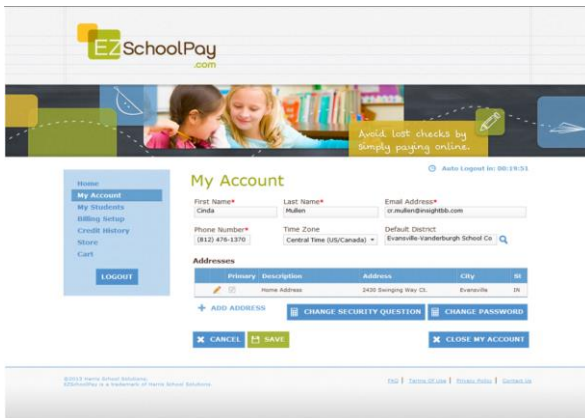 EZSchoolPay
.com
Avoid lost checks by
simply paying online.
Auto Logout in: 00:19:51
Home
My Account
My Students
Billing Setup
Credit History
Store
Cart
LOGOUT
My Account
First Name* Last Name* Email Address*
Cinda Mullen cr.mullen@insightbb.com
Phone Number* Time Zone Default District
(812) 476-1370 Central Time (US/Canada) Evansville-Vanderburgh School Co
Addresses
Primary Description Address City St
Home Address 2430 Swinging Way Ct. Evansville IN
+ ADD ADDRESS CHANGE SECURITY QUESTION CHANGE PASSWORD
X CANCEL SAVE X CLOSE MY ACCOUNT
©2013 Harris School Solutions.
EZSchoolPay is a trademark of Harris School Solutions.
FAQ | Terms Of Use | Privacy Policy | Contact Us